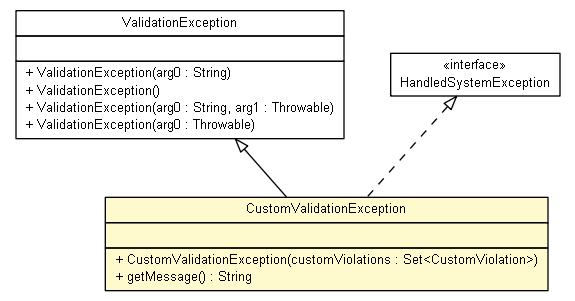 ValidationException
+ ValidationException(arg0 : String)
+ ValidationException()
+ ValidationException(arg0 : String, arg1 : Throwable)
+ ValidationException(arg0 : Throwable)
«interface»
HandledSystemException
CustomValidationException
+ CustomValidationException(customViolations : Set<CustomViolation>)
+ getMessage() : String